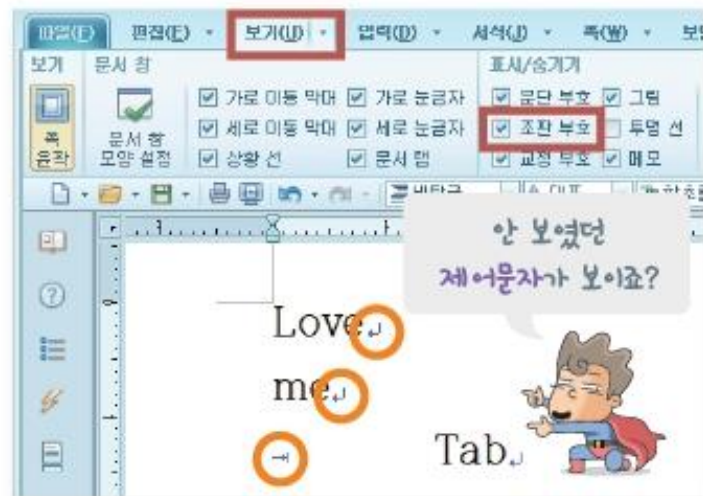 파일(F) 편집(E) 보기(U) 입력(D) 서식(J) 쪽(W)
보기 문서 창 표시/숨기기
가로 이동 막대 가로 눈금자 문단 부호 그림
세로 이동 막대 세로 눈금자 조판 부호 투명 선
상황 선 문서 탭 교정 부호 메모
쪽 윤곽
문서 창 모양 설정
안 보였던
제어문자가 보이죠?
Love↵
me↵
→ Tab↵